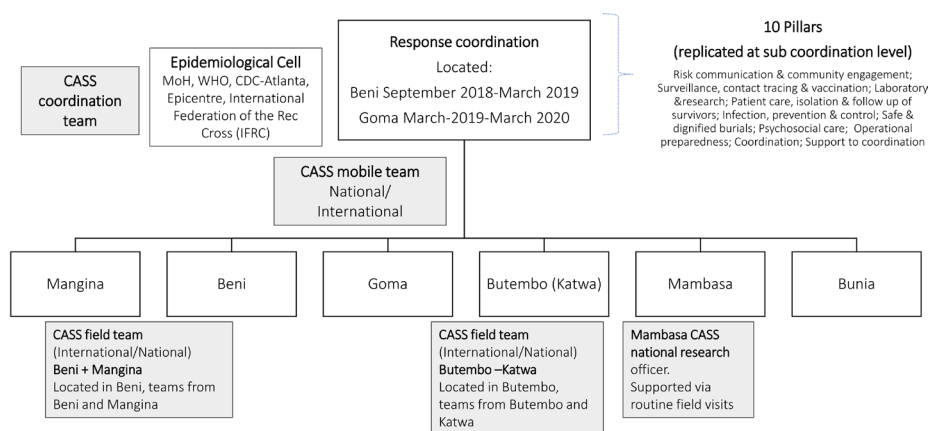 CASS
coordination
team
Epidemiological Cell
MoH, WHO, CDC-Atlanta,
Epicentre, International
Federation of the Rec
Cross (IFRC)
Response coordination
Located:
Beni September 2018-March 2019
Goma March-2019-March 2020
10 Pillars
(replicated at sub coordination level)
Risk communication & community engagement;
Surveillance, contact tracing & vaccination; Laboratory
&research; Patient care, isolation & follow up of
survivors; Infection, prevention & control; Safe &
dignified burials; Psychosocial care; Operational
preparedness; Coordination; Support to coordination
CASS mobile team
National/
International
Mangina
Beni
Goma
Butembo (Katwa)
Mambasa
Bunia
CASS field team
(International/National)
Beni + Mangina
Located in Beni, teams from
Beni and Mangina
CASS field team
(International/National)
Butembo –Katwa
Located in Butembo,
teams from Butembo and
Katwa
Mambasa CASS
national research
officer.
Supported via
routine field visits